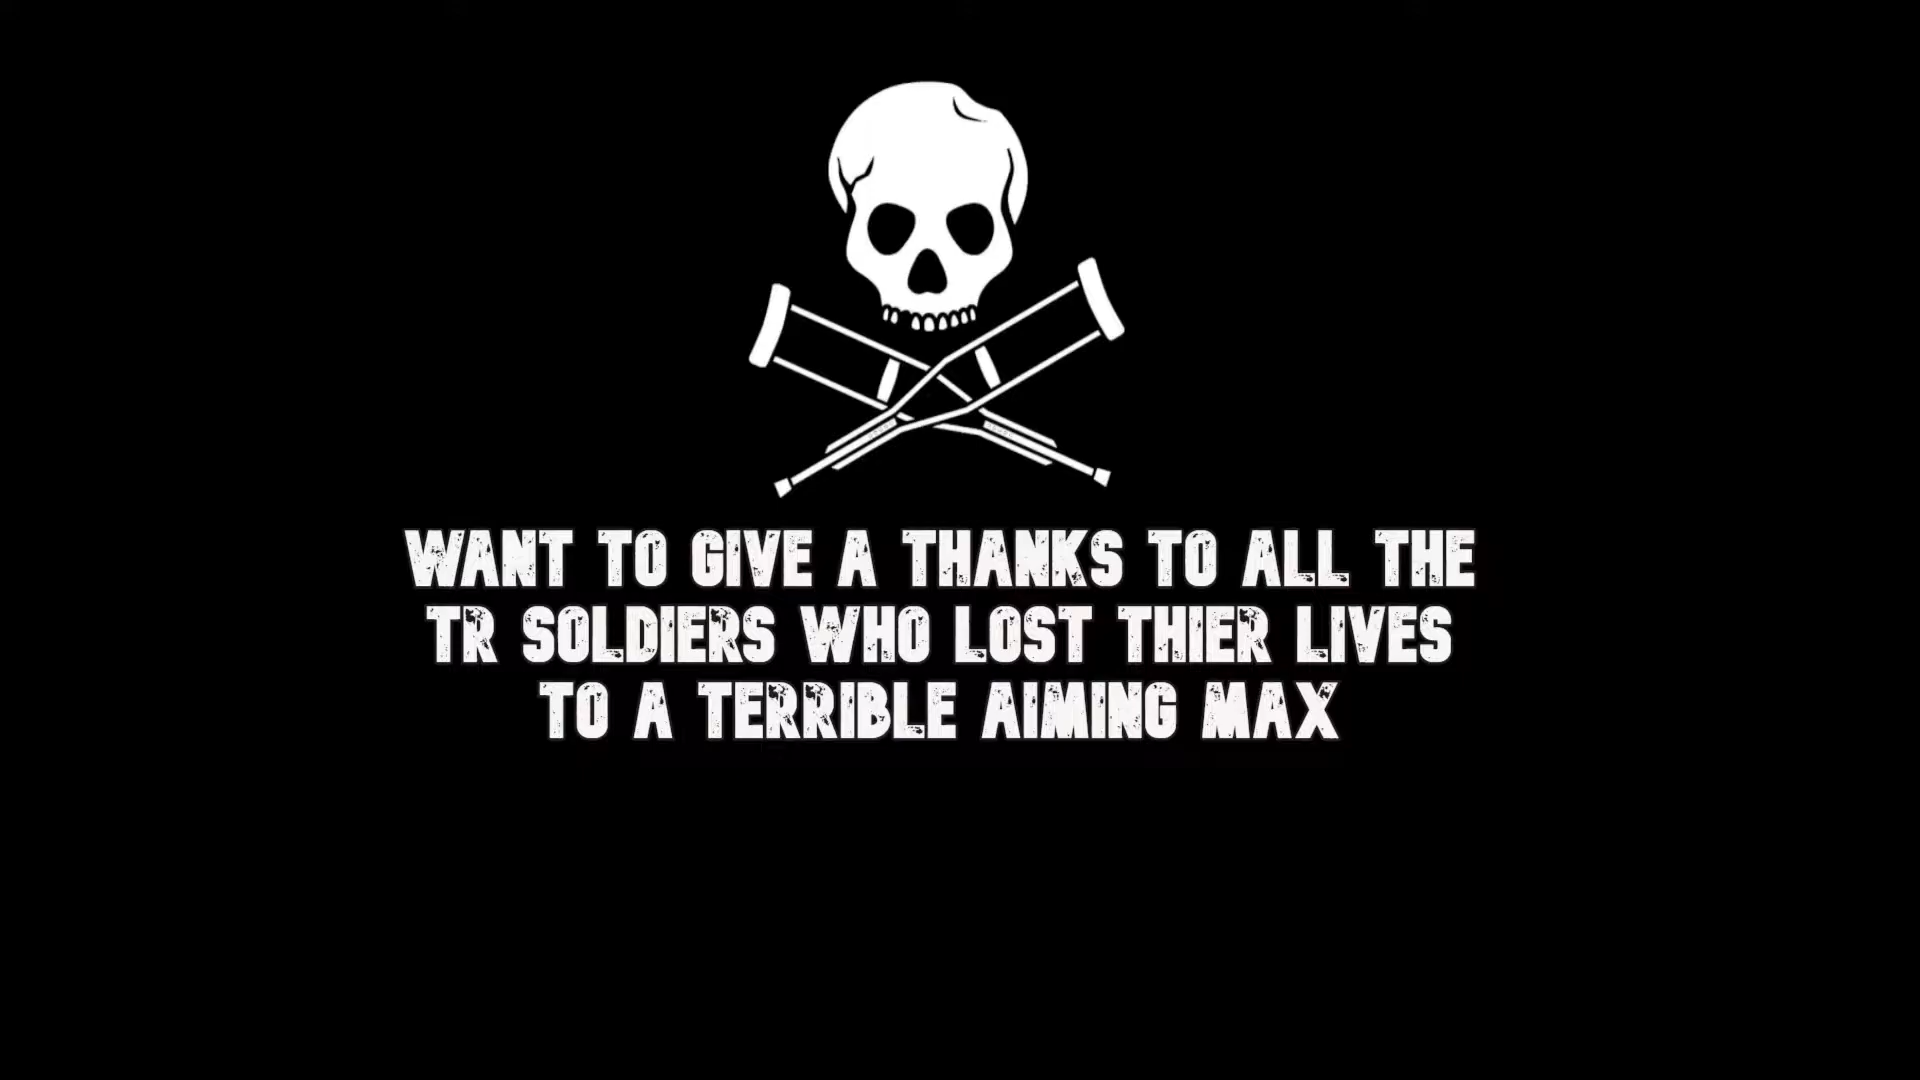 WANT TO GIVE A THANKS TO ALL THE
TR SOLDIERS WHO LOST THIER LIVES
TO A TERRIBLE AIMING MAX